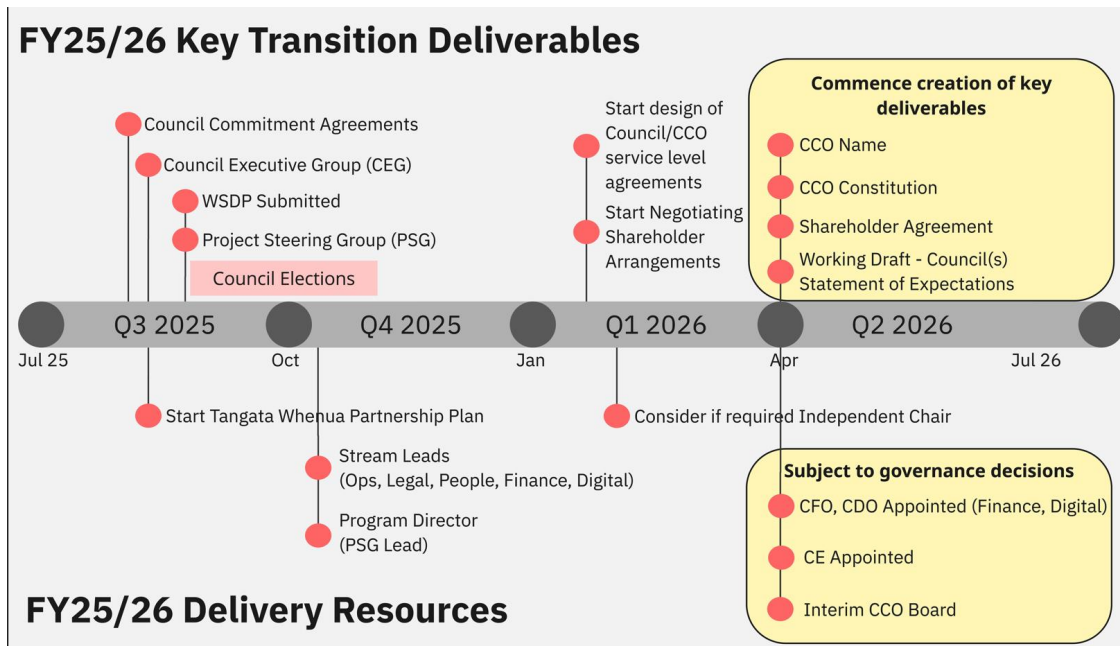 FY25/26 Key Transition Deliverables
Council Commitment Agreements
Council Executive Group (CEG)
WSDP Submitted
Project Steering Group (PSG)
Council Elections
Start design of
Council/CCO
service level
agreements
Start Negotiating
Shareholder
Arrangements
Commence creation of key
deliverables
CCO Name
CCO Constitution
Shareholder Agreement
Working Draft - Council(s)
Statement of Expectations
Q3 2025
Q4 2025
Q1 2026
Q2 2026
Jul 25
Oct
Jan
Apr
Jul 26
Start Tangata Whenua Partnership Plan
Stream Leads
(Ops, Legal, People, Finance, Digital)
Program Director
(PSG Lead)
Consider if required Independent Chair
Subject to governance decisions
CFO, CDO Appointed (Finance, Digital)
CE Appointed
Interim CCO Board
FY25/26 Delivery Resources